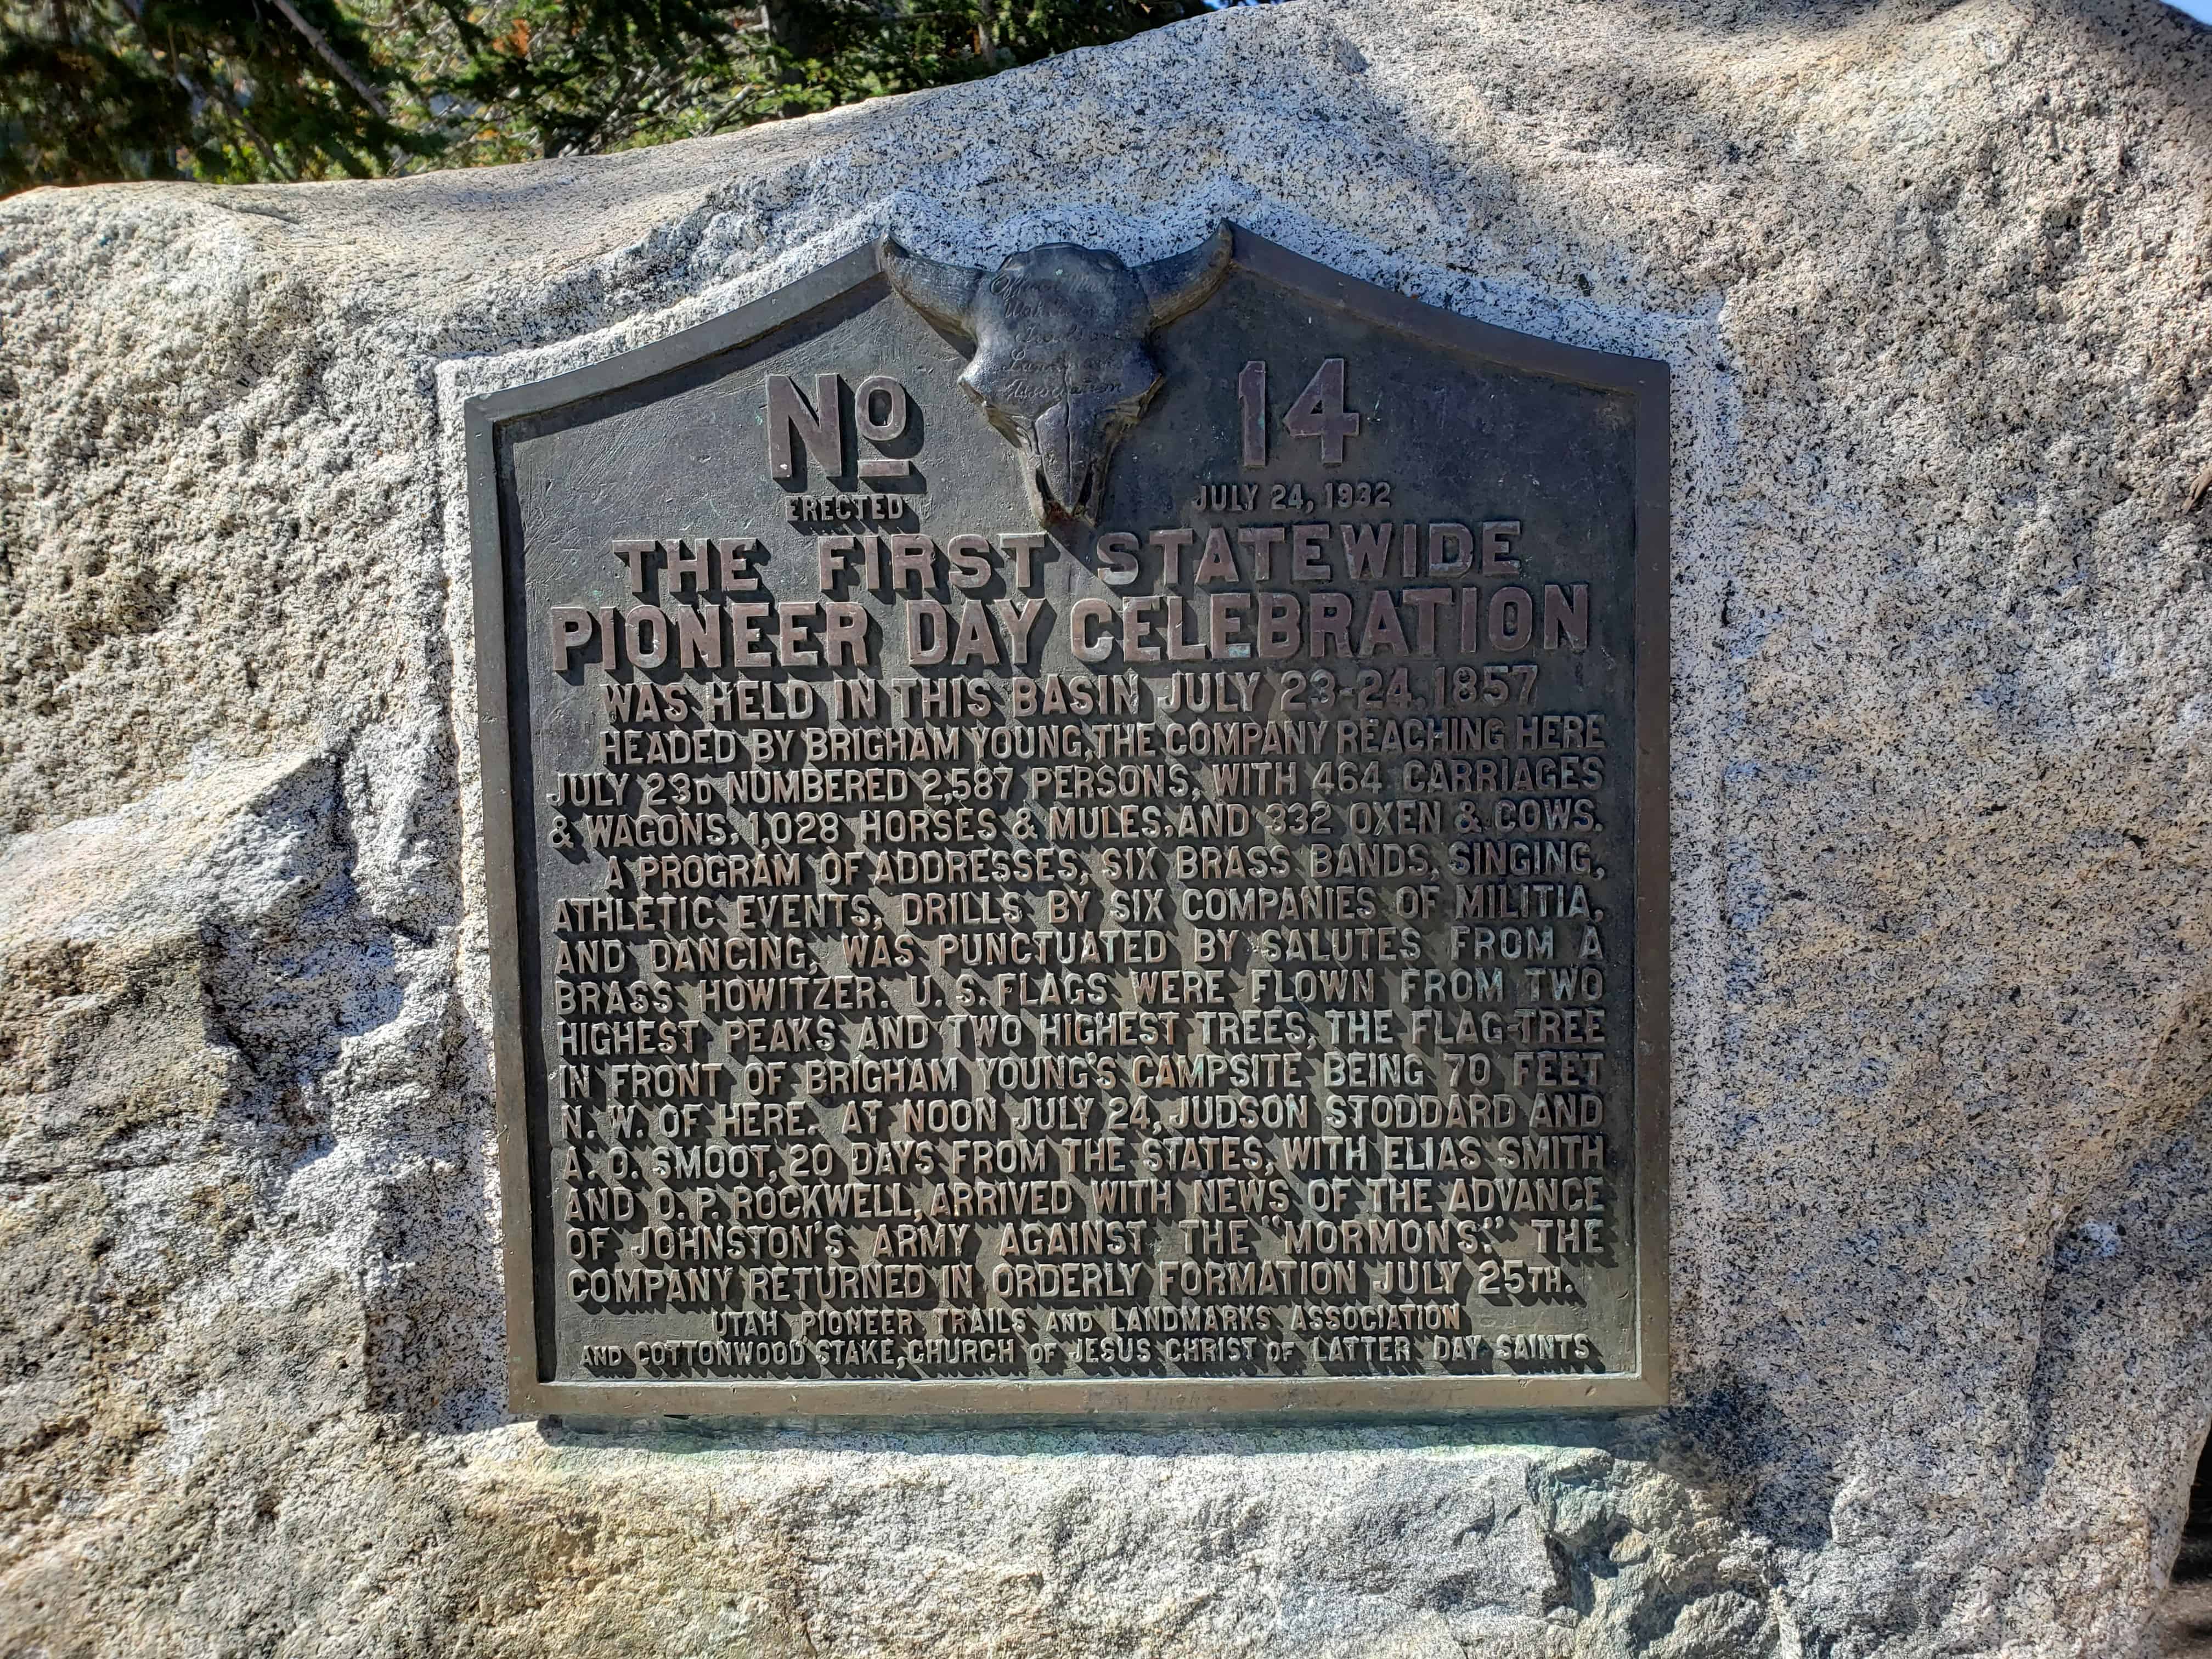 No 14
ERECTED JULY 24, 1932
THE FIRST STATEWIDE
PIONEER DAY CELEBRATION
WAS HELD IN THIS BASIN JULY 23-24, 1857
HEADED BY BRIGHAM YOUNG, THE COMPANY REACHING HERE
JULY 23D NUMBERED 2,587 PERSONS, WITH 464 CARRIAGES
& WAGONS, 1,028 HORSES & MULES, AND 332 OXEN & COWS.
A PROGRAM OF ADDRESSES, SIX BRASS BANDS, SINGING,
ATHLETIC EVENTS, DRILLS BY SIX COMPANIES OF MILITIA,
AND DANCING, WAS PUNCTUATED BY SALUTES FROM A
BRASS HOWITZER. U. S. FLAGS WERE FLOWN FROM TWO
HIGHEST PEAKS AND TWO HIGHEST TREES, THE FLAG-TREE
IN FRONT OF BRIGHAM YOUNG'S CAMPSITE BEING 70 FEET
N. W. OF HERE. AT NOON JULY 24, JUDSON STODDARD AND
A. O. SMOOT, 20 DAYS FROM THE STATES, WITH ELIAS SMITH
AND O. P. ROCKWELL, ARRIVED WITH NEWS OF THE ADVANCE
OF JOHNSTON'S ARMY AGAINST THE "MORMONS." THE
COMPANY RETURNED IN ORDERLY FORMATION JULY 25TH.
UTAH PIONEER TRAILS AND LANDMARKS ASSOCIATION
AND COTTONWOOD STAKE, CHURCH OF JESUS CHRIST OF LATTER DAY SAINTS